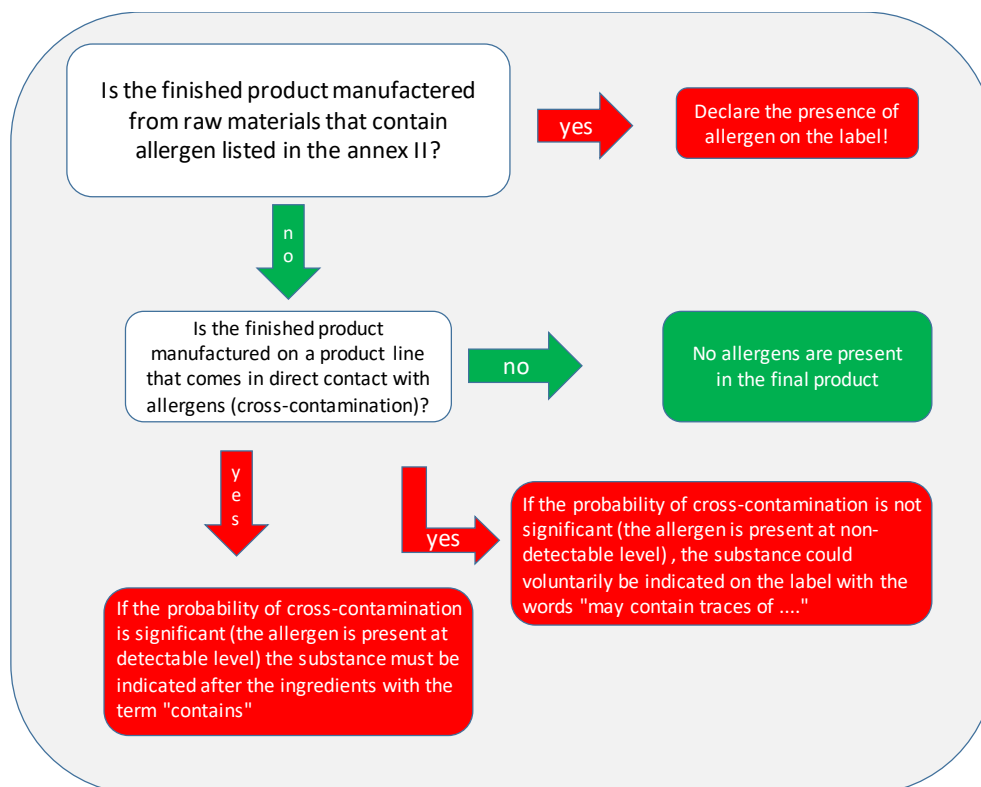 Is the finished product manufactered
from raw materials that contain
allergen listed in the annex II?
yes
Declare the presence of
allergen on the label!
no
Is the finished product
manufactured on a product line
that comes in direct contact with
allergens (cross-contamination)?
no
No allergens are present
in the final product
yes
yes
If the probability of cross-contamination is not
significant (the allergen is present at non-
detectable level) , the substance could
voluntarily be indicated on the label with the
words "may contain traces of ...."
If the probability of cross-contamination
is significant (the allergen is present at
detectable level) the substance must be
indicated after the ingredients with the
term "contains"